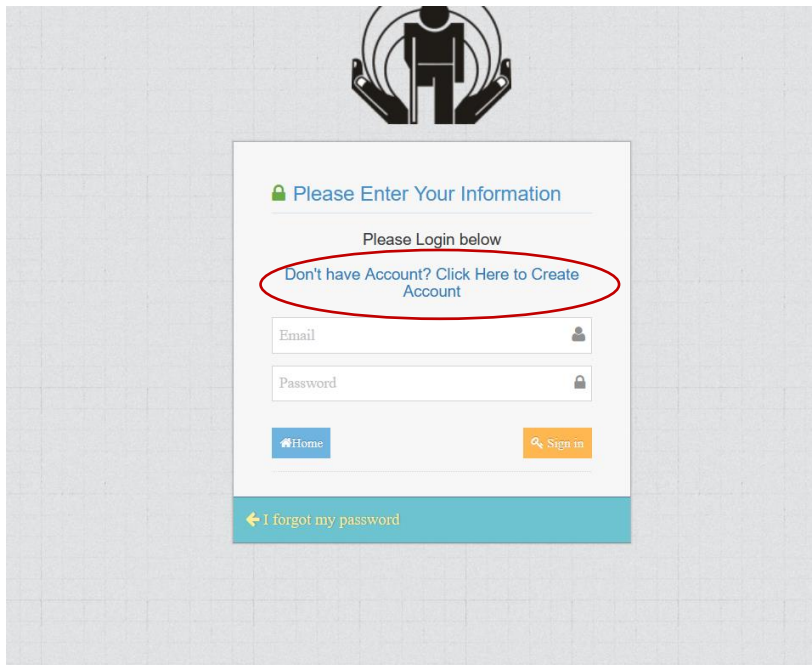 Please Enter Your Information
Please Login below
Don't have Account? Click Here to Create
Account
Email
Password
Home
Sign in
I forgot my password